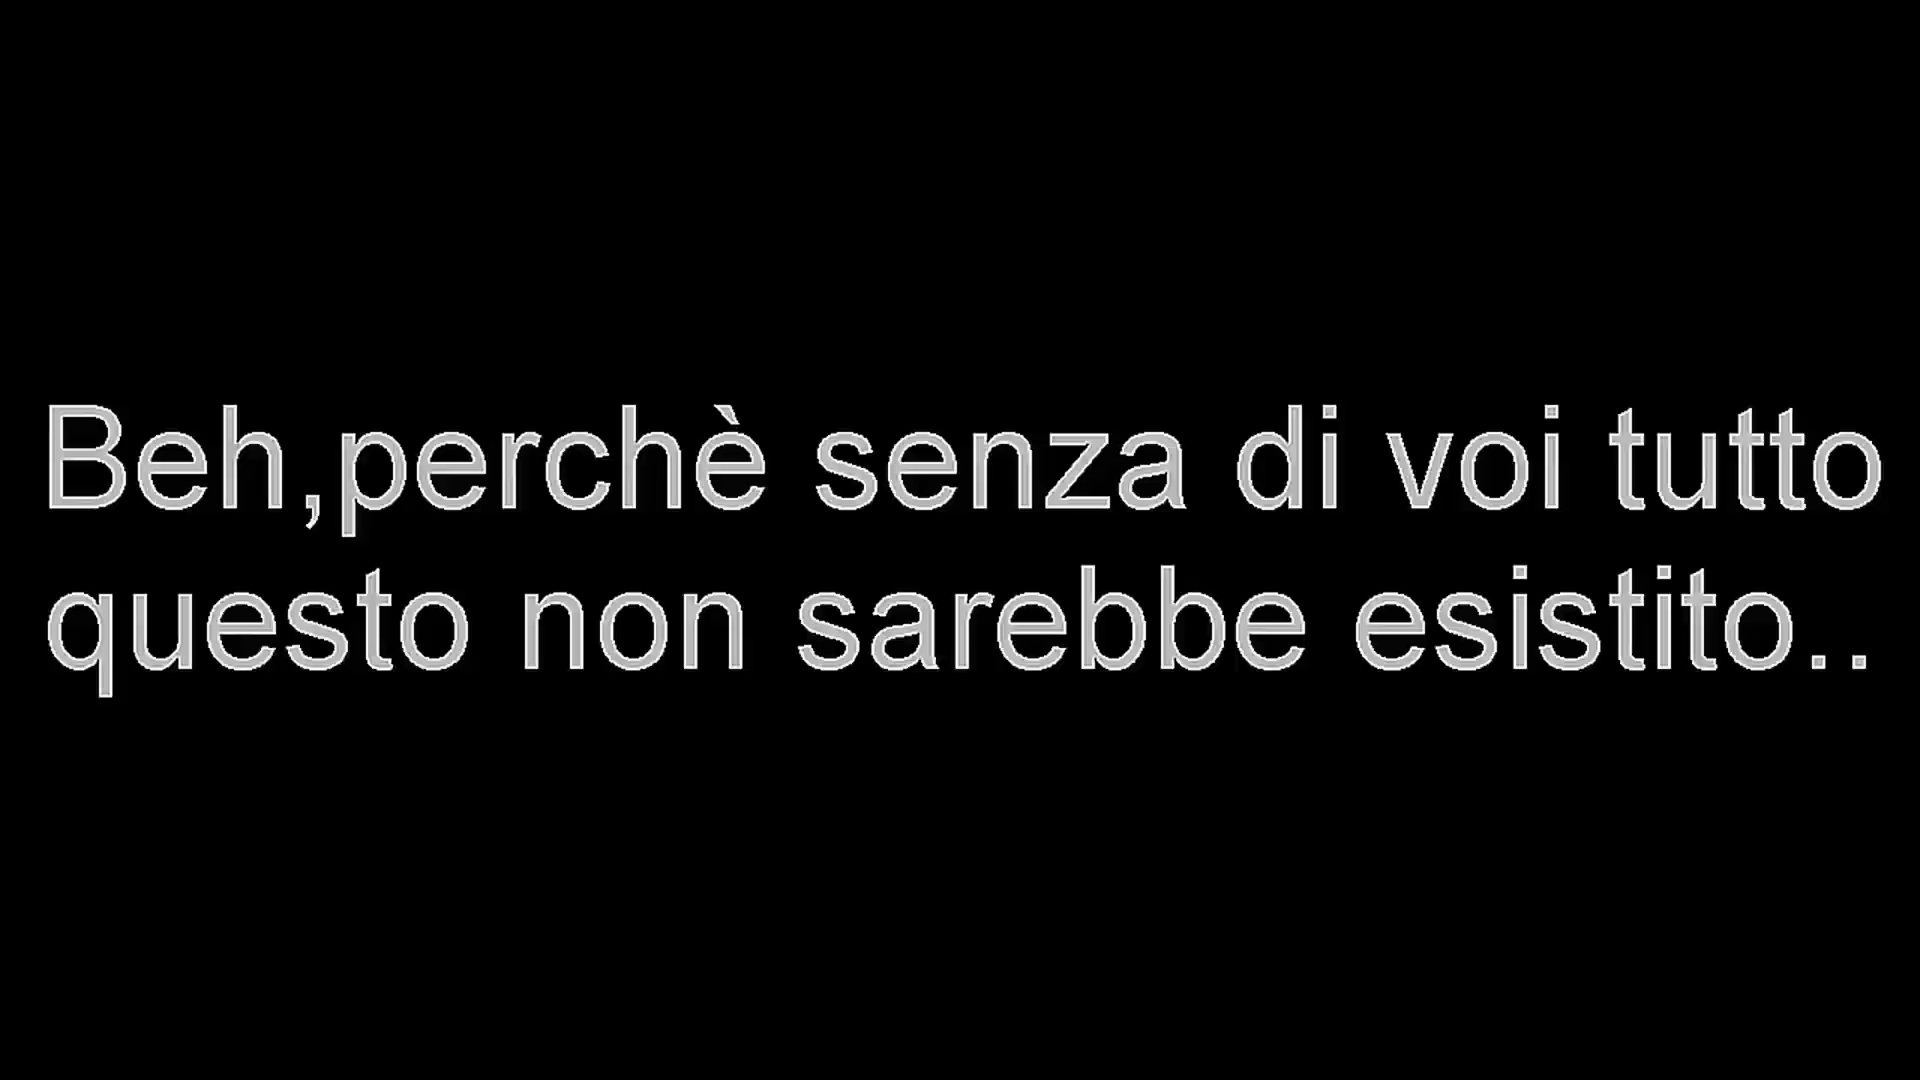 Beh,perchè senza di voi tutto
questo non sarebbe esistito..